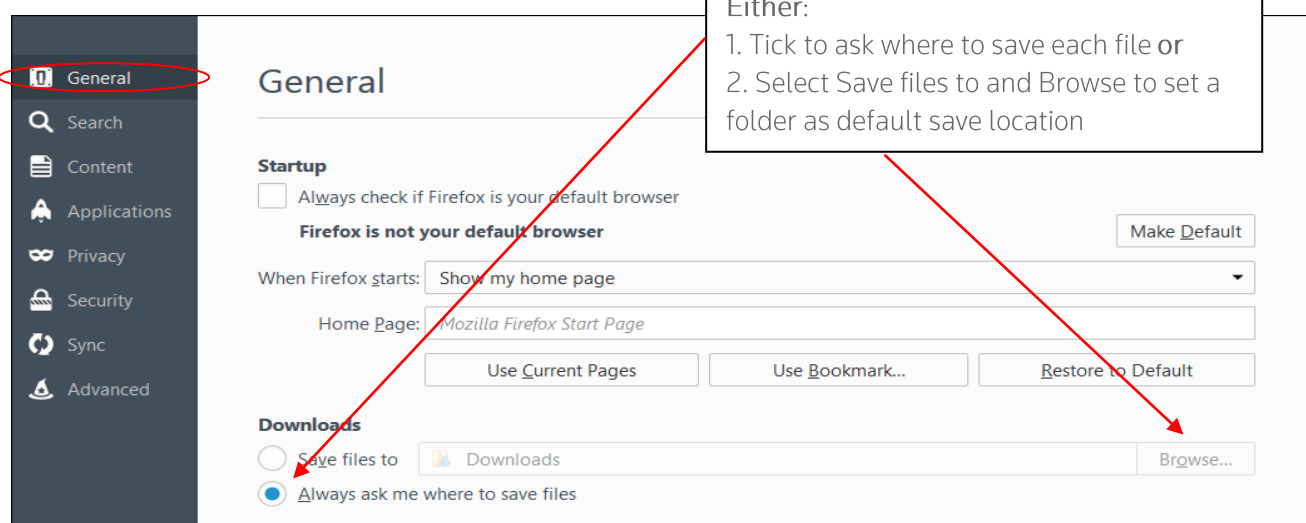 Either:
1. Tick to ask where to save each file or
2. Select Save files to and Browse to set a
folder as default save location
General
Search
Content
Applications
Privacy
Security
Sync
Advanced
General
Startup
Always check if Firefox is your default browser
Firefox is not your default browser
Make Default
When Firefox starts: Show my home page
Home Page: Mozilla Firefox Start Page
Use Current Pages Use Bookmark... Restore to Default
Downloads
Save files to Downloads Browse...
Always ask me where to save files